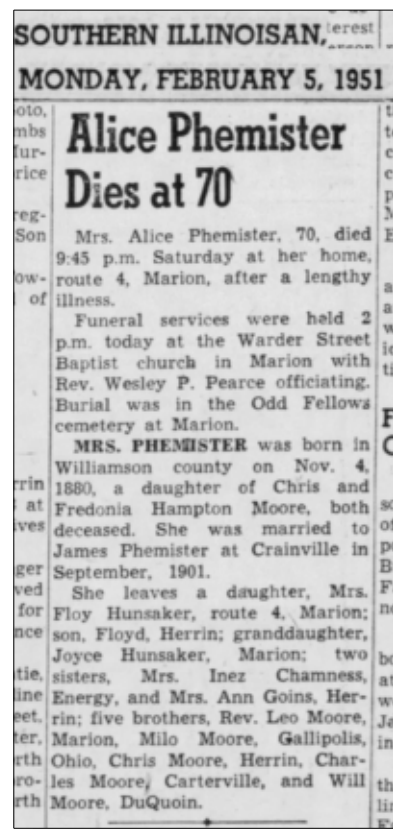 SOUTHERN ILLINOISAN,
MONDAY, FEBRUARY 5, 1951
Alice Phemister
Dies at 70
Mrs. Alice Phemister, 70, died
9:45 p.m. Saturday at her home,
route 4, Marion, after a lengthy
illness.
Funeral services were held 2
p.m. today at the Warder Street
Baptist church in Marion with
Rev. Wesley P. Pearce officiating.
Burial was in the Odd Fellows
cemetery at Marion.
MRS. PHEMISTER was born in
Williamson county on Nov. 4,
1880, a daughter of Chris and
Fredonia Hampton Moore, both
deceased. She was married to
James Phemister at Crainville in
September, 1901.
She leaves a daughter, Mrs.
Floy Hunsaker, route 4, Marion;
son, Floyd, Herrin; granddaughter,
Joyce Hunsaker, Marion; two
sisters, Mrs. Inez Chamness,
Energy, and Mrs. Ann Goins, Her-
rin; five brothers, Rev. Leo Moore,
Marion, Milo Moore, Gallipolis,
Ohio, Chris Moore, Herrin, Char-
les Moore, Carterville, and Will
Moore, DuQuoin.